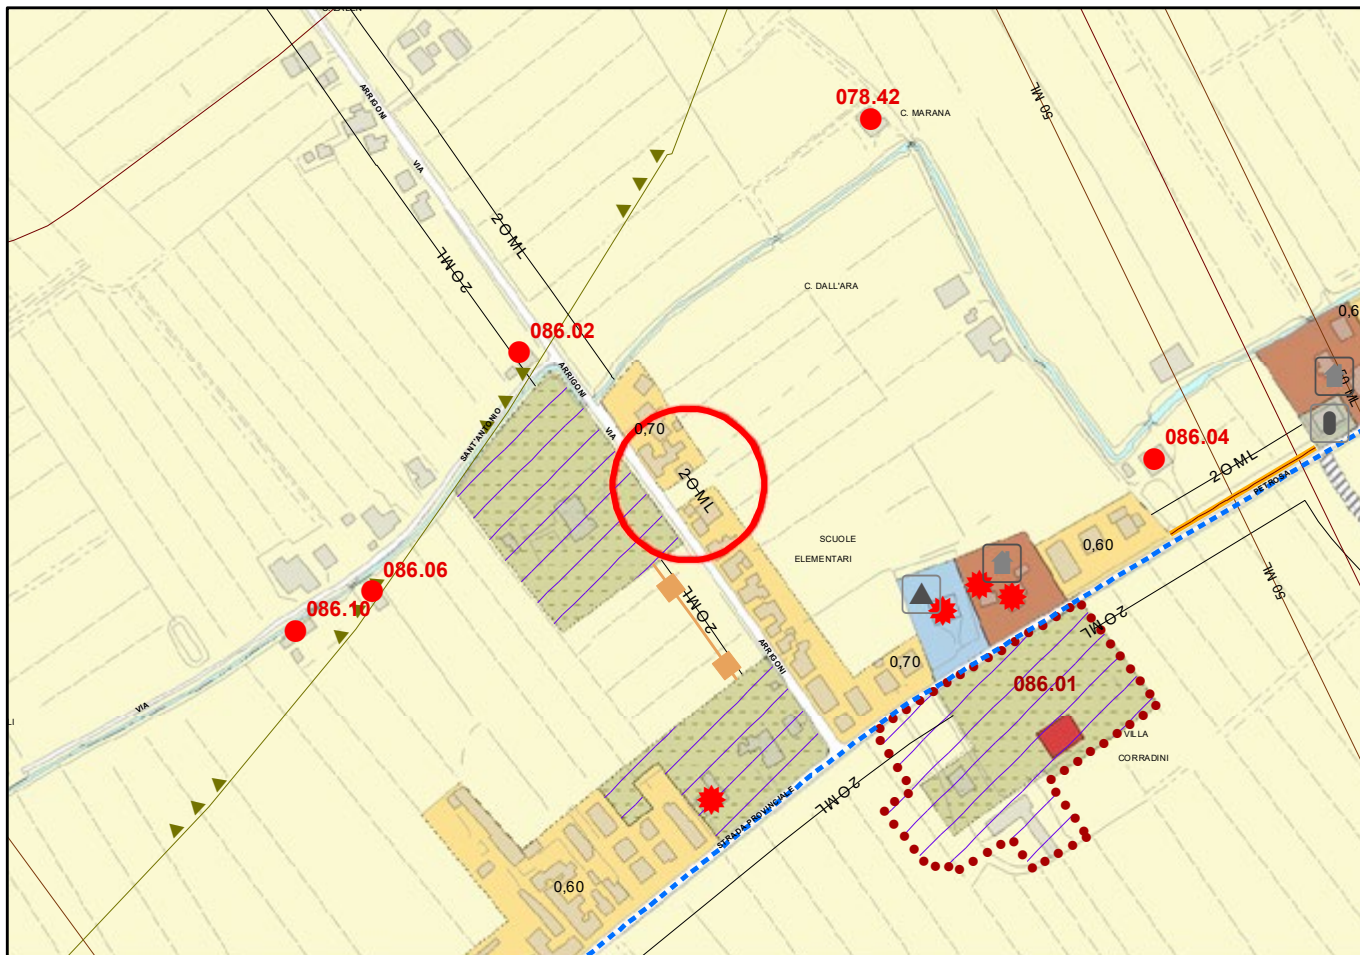 ARRIGONI
VIA
078.42
C. MARANA
50 ML
20 ML
20 ML
C. DALL'ARA
086.02
ARRIGONI
VIA
0,70
SANT'ANTONIO
20 ML
086.04
20 ML
PETROSA
50 ML
0,6
SCUOLE
ELEMENTARI
0,60
50 ML
086.06
086.10
20 ML
20 ML
ARRIGONI
0,70
086.01
VIA
VILLA
CORRADINI
20 ML
STRADA PROVINCIALE
0,60